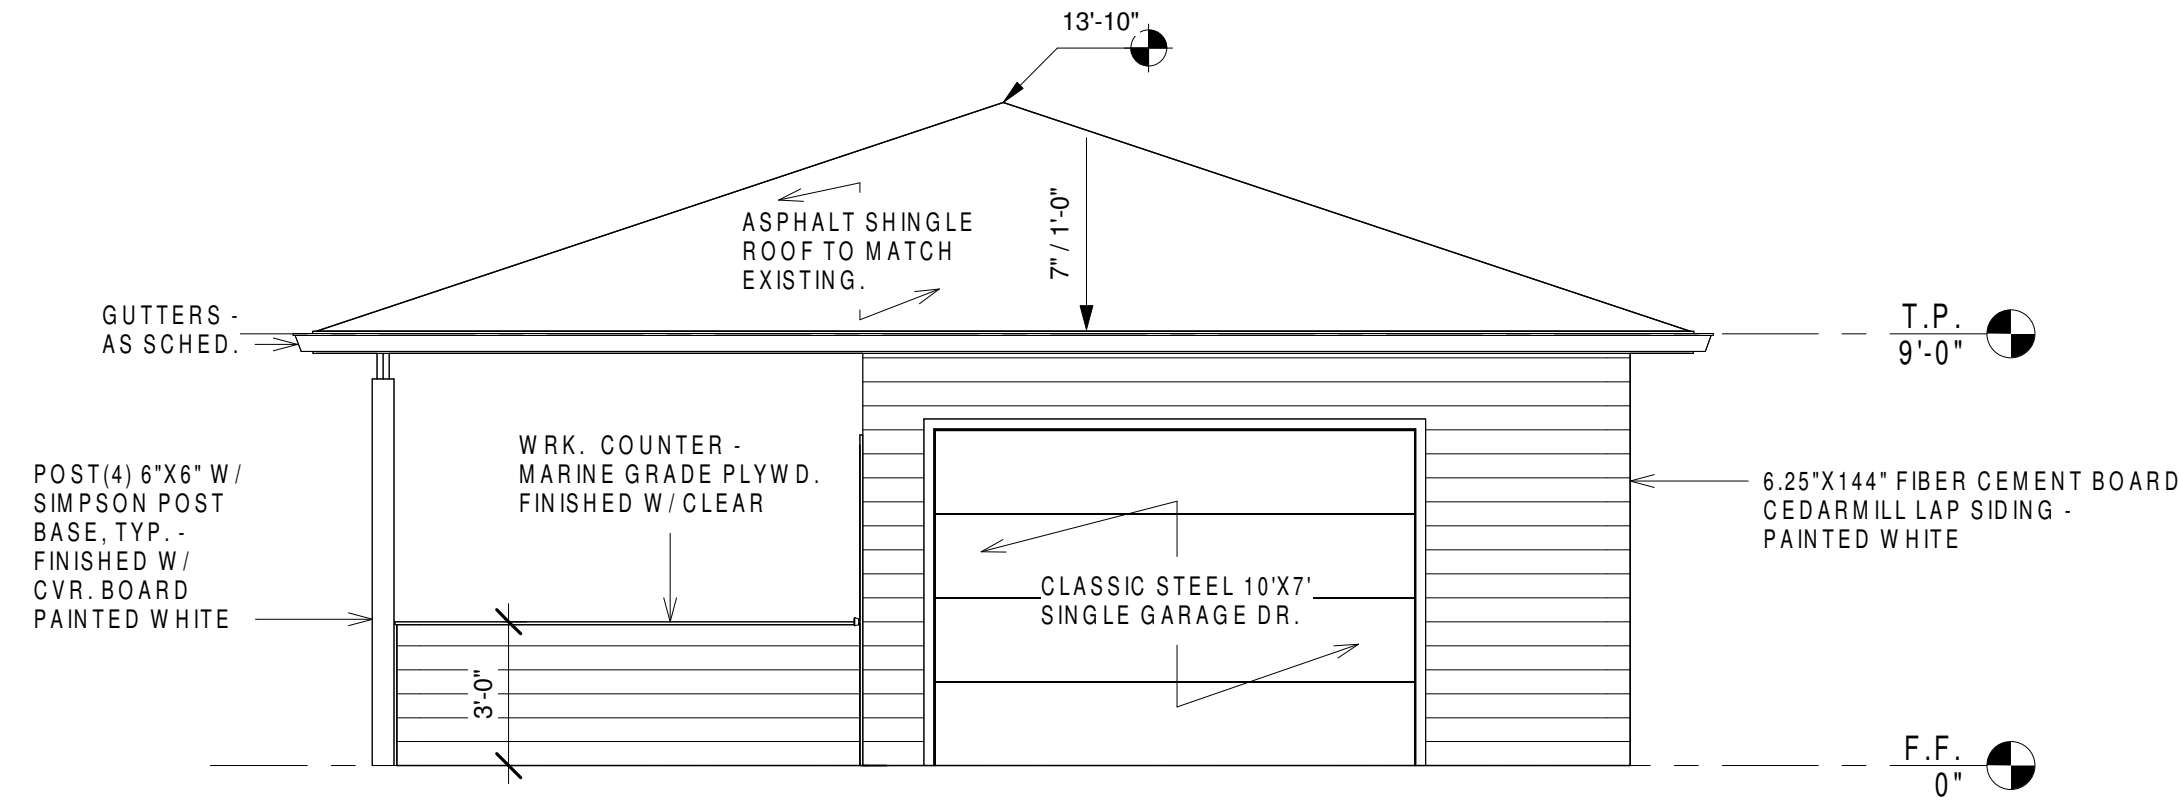 13'-10"
ASPHALT SHINGLE
ROOF TO MATCH
EXISTING.
7" / 1'-0"
GUTTERS -
AS SCHED.
T.P.
9'-0"
WRK. COUNTER -
MARINE GRADE PLYWD.
FINISHED W/ CLEAR
POST(4) 6"X6" W/
SIMPSON POST
BASE, TYP. -
FINISHED W/
CVR. BOARD
PAINTED WHITE
6.25"X144" FIBER CEMENT BOARD
CEDARMILL LAP SIDING -
PAINTED WHITE
CLASSIC STEEL 10'X7'
SINGLE GARAGE DR.
3'-0"
F.F.
0"